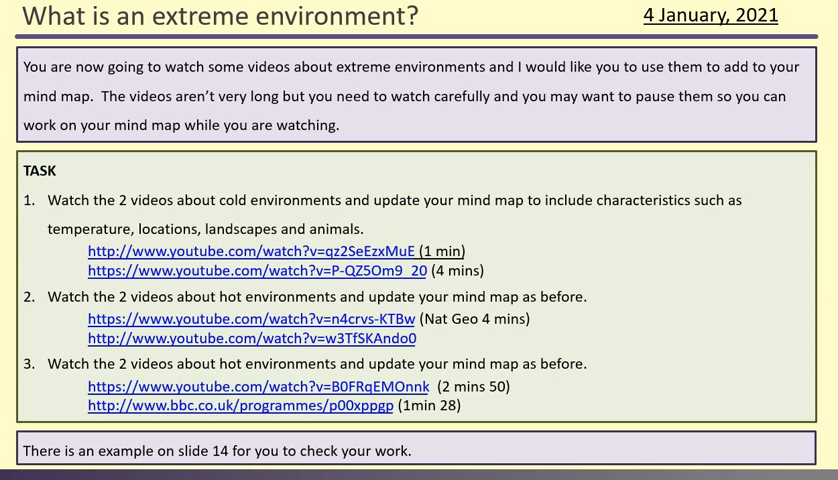 What is an extreme environment?
4 January, 2021
You are now going to watch some videos about extreme environments and I would like you to use them to add to your
mind map. The videos aren't very long but you need to watch carefully and you may want to pause them so you can
work on your mind map while you are watching.
TASK
1. Watch the 2 videos about cold environments and update your mind map to include characteristics such as
temperature, locations, landscapes and animals.
http://www.youtube.com/watch?v=qz2SeEzxMuE (1 min)
https://www.youtube.com/watch?v=P-QZ5Om9_20 (4 mins)
2. Watch the 2 videos about hot environments and update your mind map as before.
https://www.youtube.com/watch?v=n4crvs-KTBw (Nat Geo 4 mins)
http://www.youtube.com/watch?v=w3TfSKAndo0
3. Watch the 2 videos about hot environments and update your mind map as before.
https://www.youtube.com/watch?v=B0FRqEMOnnk (2 mins 50)
http://www.bbc.co.uk/programmes/p00xppgp (1min 28)
There is an example on slide 14 for you to check your work.